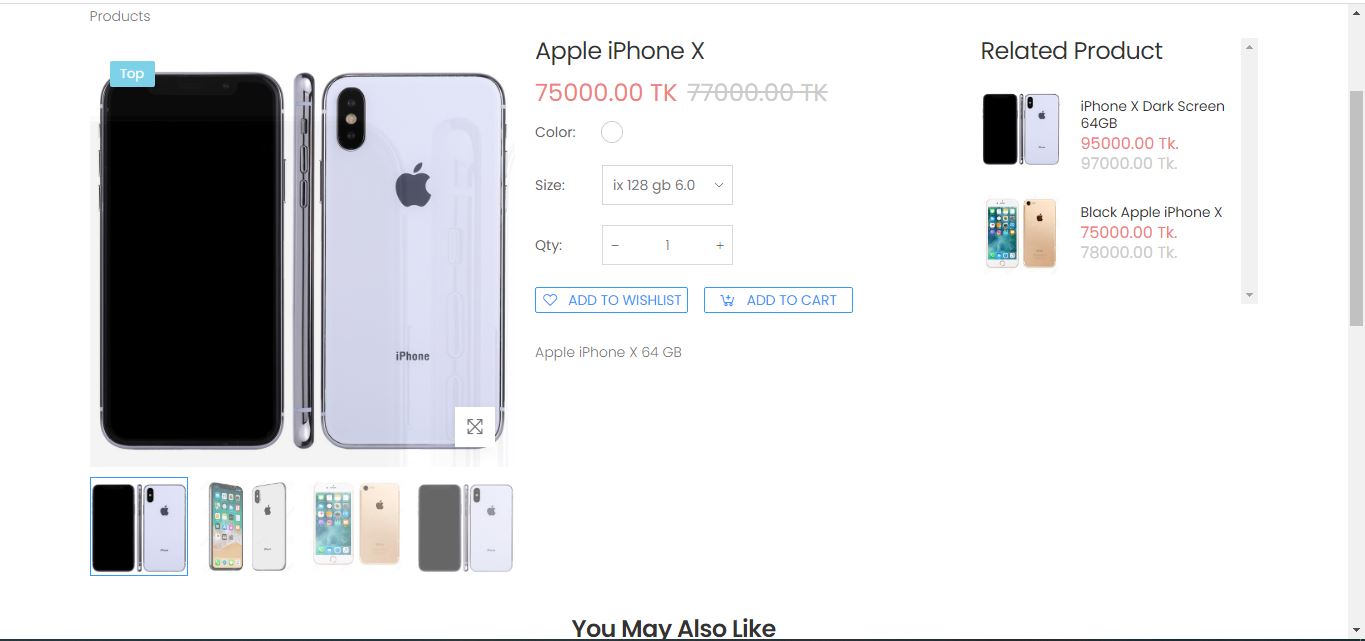 Products
Top
iPhone
Apple iPhone X
75000.00 TK 77000.00 TK
Color:
Size: ix 128 gb 6.0
Qty: − 1 +
ADD TO WISHLIST ADD TO CART
Apple iPhone X 64 GB
Related Product
iPhone X Dark Screen
64GB
95000.00 Tk.
97000.00 Tk.
Black Apple iPhone X
75000.00 Tk.
78000.00 Tk.
You May Also Like